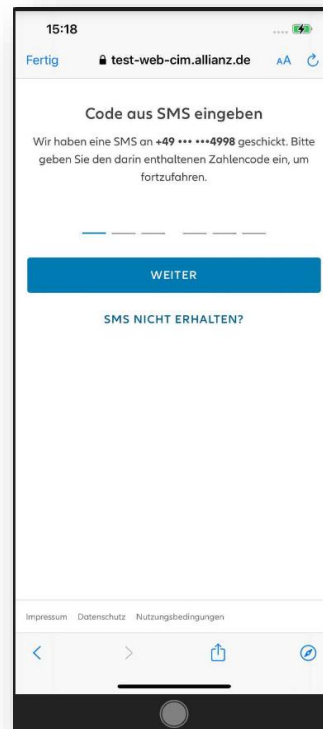 15:18
Fertig
test-web-cim.allianz.de
AA
Code aus SMS eingeben
Wir haben eine SMS an +49 ••• •••4998 geschickt. Bitte
geben Sie den darin enthaltenen Zahlencode ein, um
fortzufahren.
WEITER
SMS NICHT ERHALTEN?
Impressum Datenschutz Nutzungsbedingungen